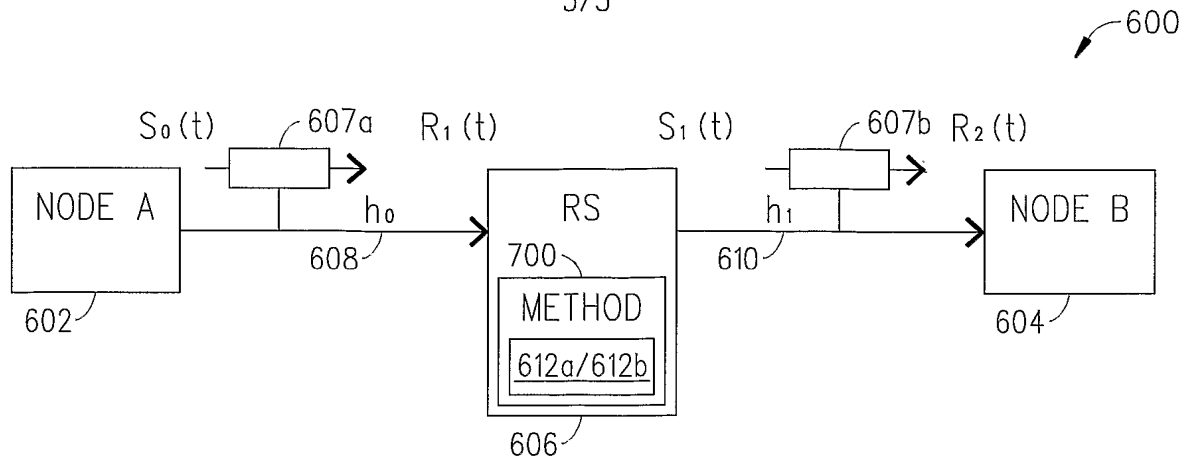 600
S₀(t)
607a
R₁(t)
S₁(t)
607b
R₂(t)
NODE A
h₀
RS
h₁
NODE B
608
700
610
METHOD
602
612a/612b
604
606